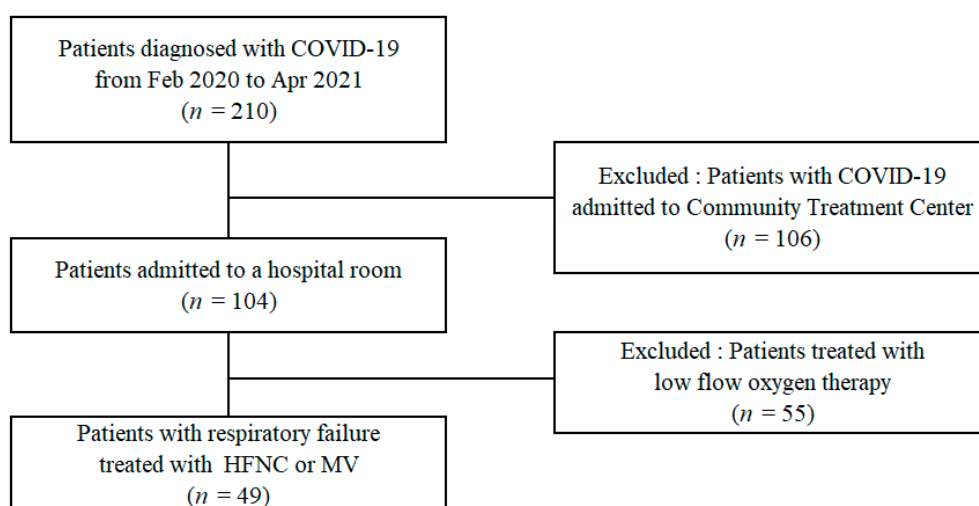 Patients diagnosed with COVID-19
from Feb 2020 to Apr 2021
(n = 210)
Excluded : Patients with COVID-19
admitted to Community Treatment Center
(n = 106)
Patients admitted to a hospital room
(n = 104)
Excluded : Patients treated with
low flow oxygen therapy
(n = 55)
Patients with respiratory failure
treated with HFNC or MV
(n = 49)